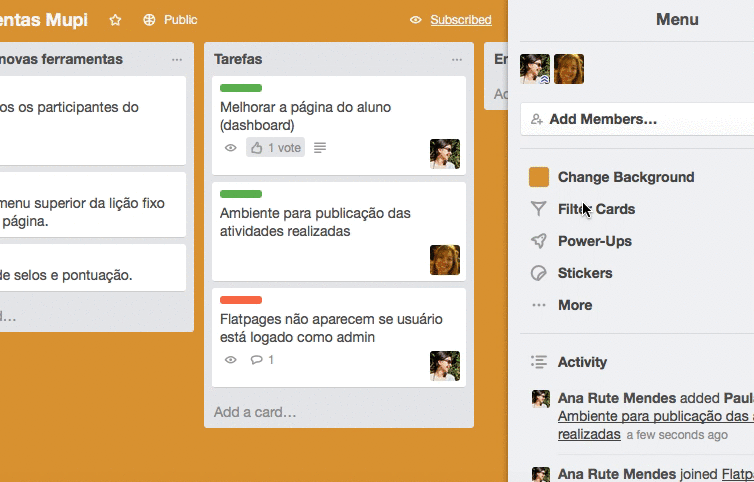 entas Mupi
Public
Subscribed
novas ferramentas
os os participantes do
menu superior da lição fixo
página.
de selos e pontuação.
d…
Tarefas
Melhorar a página do aluno
(dashboard)
1 vote
Ambiente para publicação das
atividades realizadas
Flatpages não aparecem se usuário
está logado como admin
1
Add a card…
En
Ad
Menu
Add Members…
Change Background
Filter Cards
Power-Ups
Stickers
More
Activity
Ana Rute Mendes added Paul
Ambiente para publicação das
realizadas a few seconds ago
Ana Rute Mendes joined Flatp